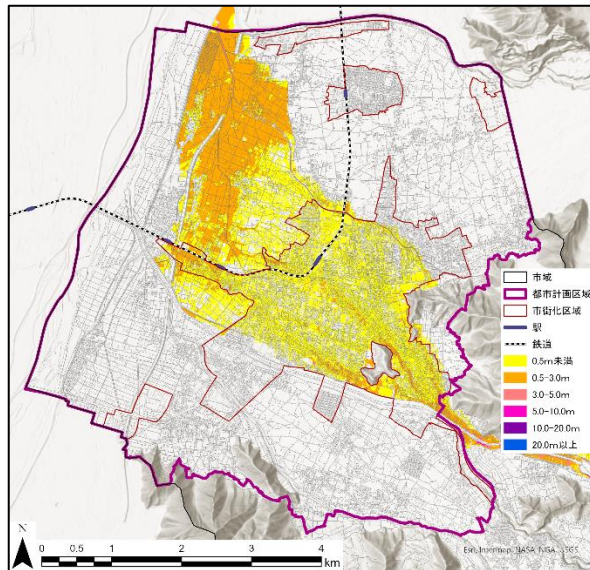 市域
都市計画区域
市街化区域
駅
鉄道
0.5m未満
0.5-3.0m
3.0-5.0m
5.0-10.0m
10.0-20.0m
20.0m以上
N
0 0.5 1 2 3 4
km
Esri, Intermap, NASA, NGA, USGS